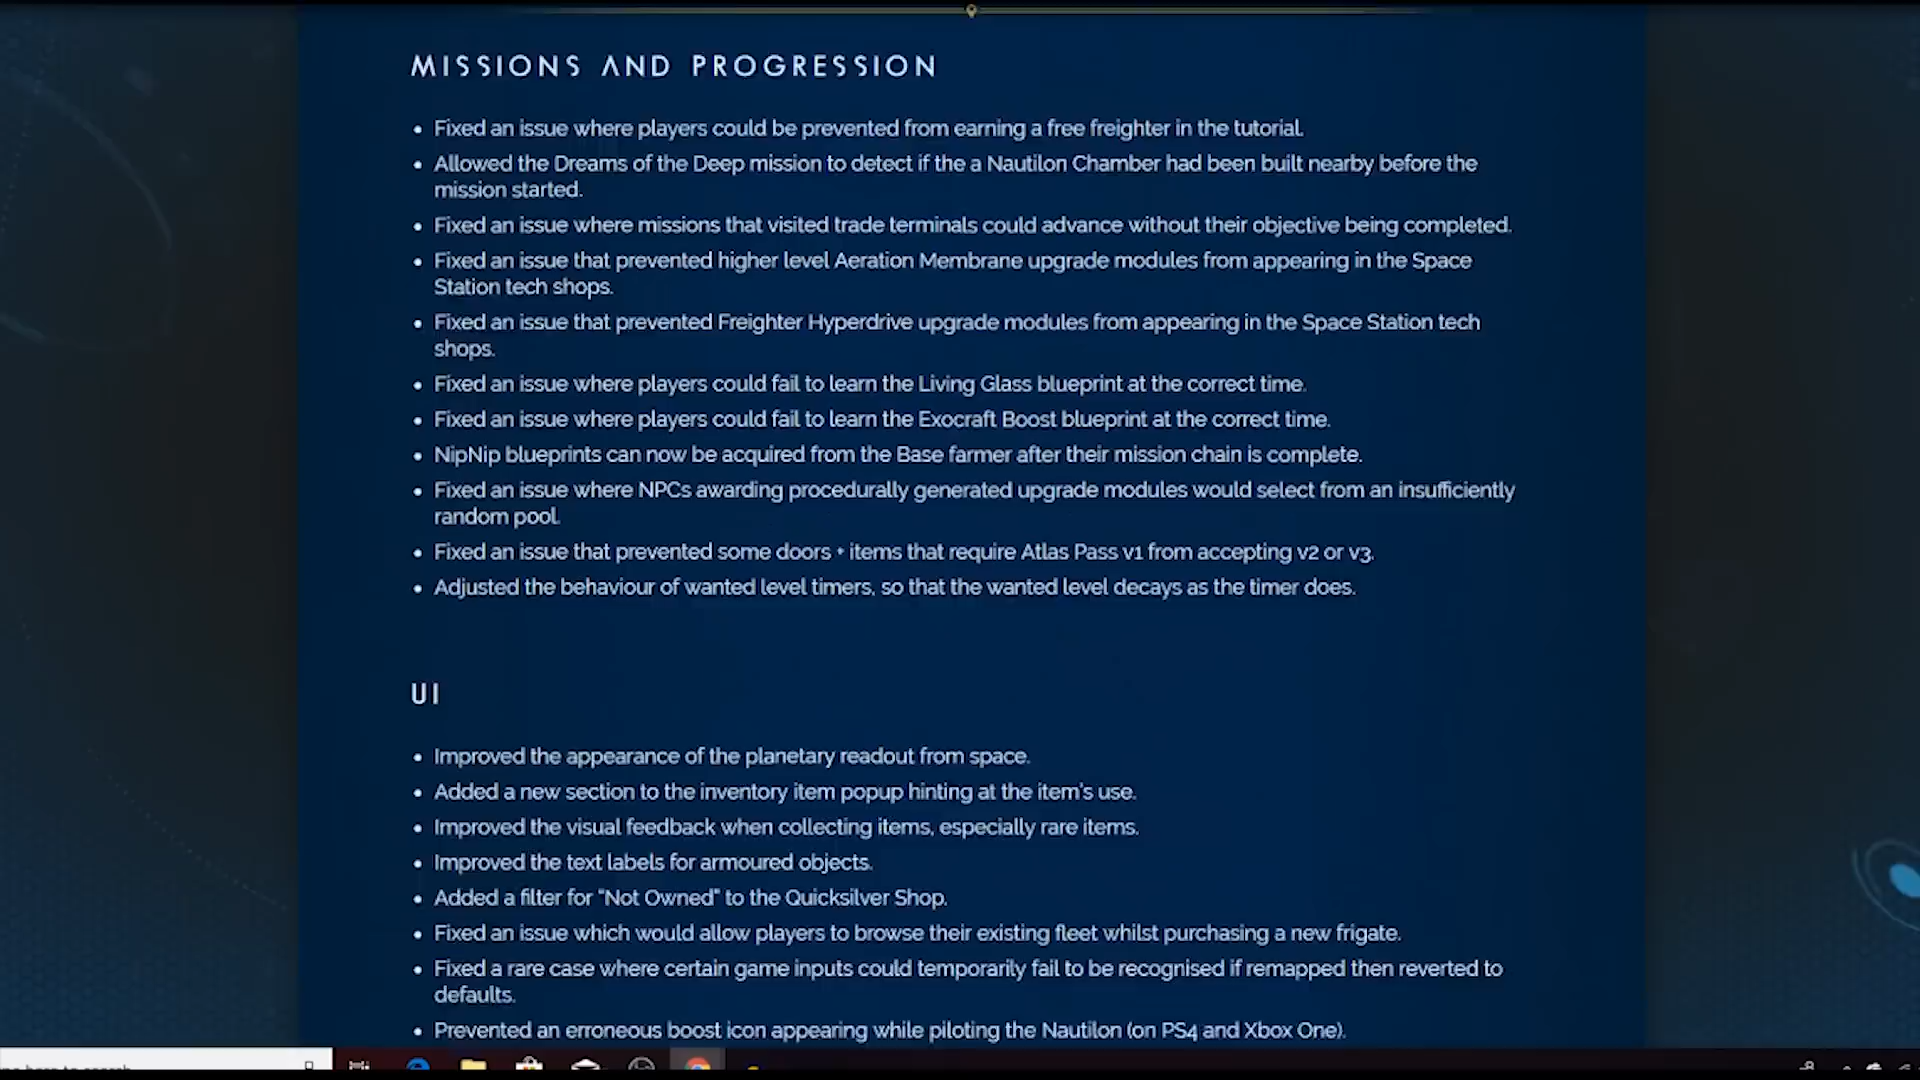 MISSIONS AND PROGRESSION
• Fixed an issue where players could be prevented from earning a free freighter in the tutorial.
• Allowed the Dreams of the Deep mission to detect if the a Nautilon Chamber had been built nearby before the
mission started.
• Fixed an issue where missions that visited trade terminals could advance without their objective being completed.
• Fixed an issue that prevented higher level Aeration Membrane upgrade modules from appearing in the Space
Station tech shops.
• Fixed an issue that prevented Freighter Hyperdrive upgrade modules from appearing in the Space Station tech
shops.
• Fixed an issue where players could fail to learn the Living Glass blueprint at the correct time.
• Fixed an issue where players could fail to learn the Exocraft Boost blueprint at the correct time.
• NipNip blueprints can now be acquired from the Base farmer after their mission chain is complete.
• Fixed an issue where NPCs awarding procedurally generated upgrade modules would select from an insufficiently
random pool.
• Fixed an issue that prevented some doors + items that require Atlas Pass v1 from accepting v2 or v3.
• Adjusted the behaviour of wanted level timers, so that the wanted level decays as the timer does.
UI
• Improved the appearance of the planetary readout from space.
• Added a new section to the inventory item popup hinting at the item's use.
• Improved the visual feedback when collecting items, especially rare items.
• Improved the text labels for armoured objects.
• Added a filter for "Not Owned" to the Quicksilver Shop.
• Fixed an issue which would allow players to browse their existing fleet whilst purchasing a new frigate.
• Fixed a rare case where certain game inputs could temporarily fail to be recognised if remapped then reverted to
defaults.
• Prevented an erroneous boost icon appearing while piloting the Nautilon (on PS4 and Xbox One).